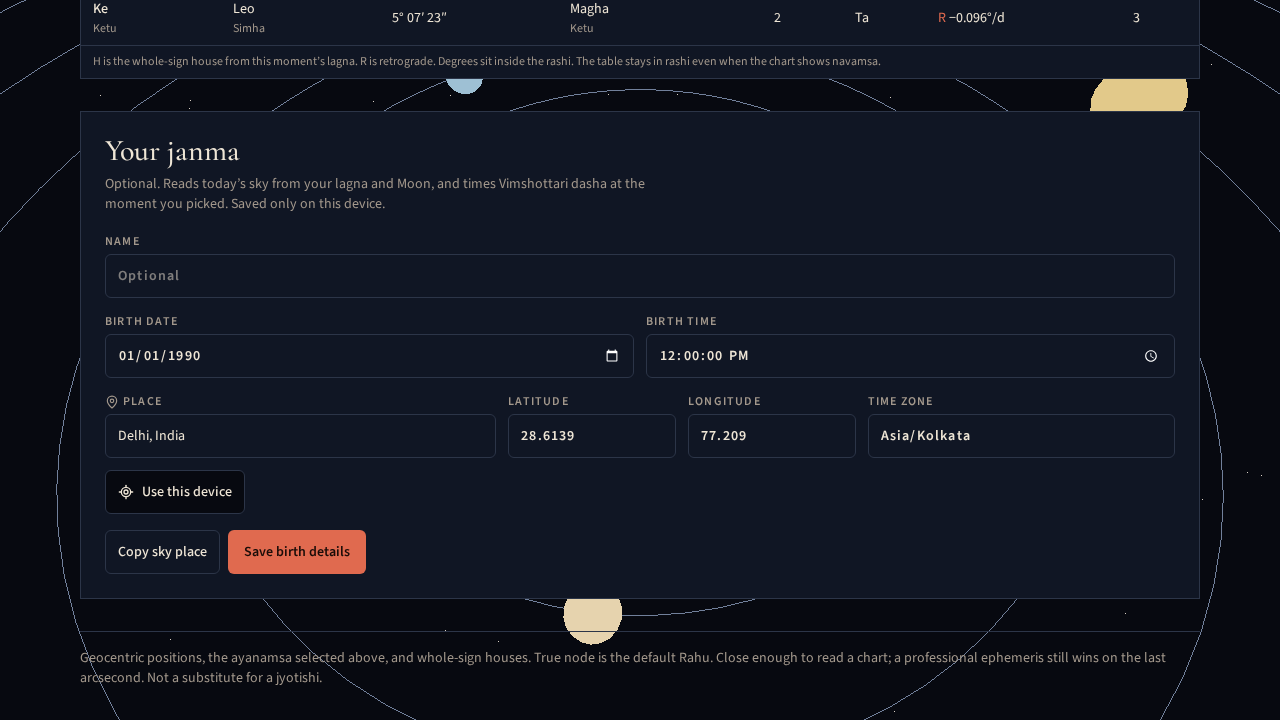 Ke Leo 5° 07′ 23″ Magha 2 Ta R −0.096°/d 3
Ketu Simha Ketu
H is the whole-sign house from this moment's lagna. R is retrograde. Degrees sit inside the rashi. The table stays in rashi even when the chart shows navamsa.
Your janma
Optional. Reads today's sky from your lagna and Moon, and times Vimshottari dasha at the
moment you picked. Saved only on this device.
NAME
Optional
BIRTH DATE BIRTH TIME
01/01/1990 12:00:00 PM
PLACE LATITUDE LONGITUDE TIME ZONE
Delhi, India 28.6139 77.209 Asia/Kolkata
Use this device
Copy sky place Save birth details
Geocentric positions, the ayanamsa selected above, and whole-sign houses. True node is the default Rahu. Close enough to read a chart; a professional ephemeris still wins on the last
arcsecond. Not a substitute for a jyotishi.